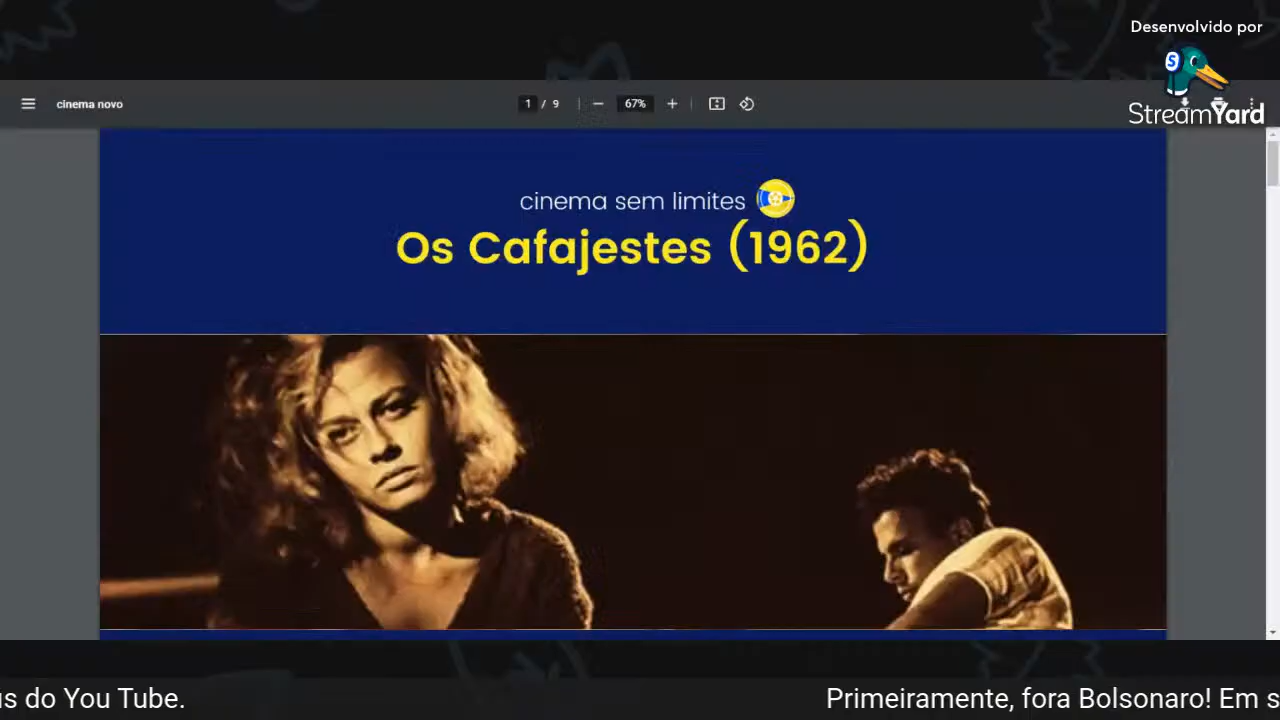 Desenvolvido por
StreamYard
cinema novo
1 / 9
67%
cinema sem limites
Os Cafajestes (1962)
us do You Tube.
Primeiramente, fora Bolsonaro! Em s